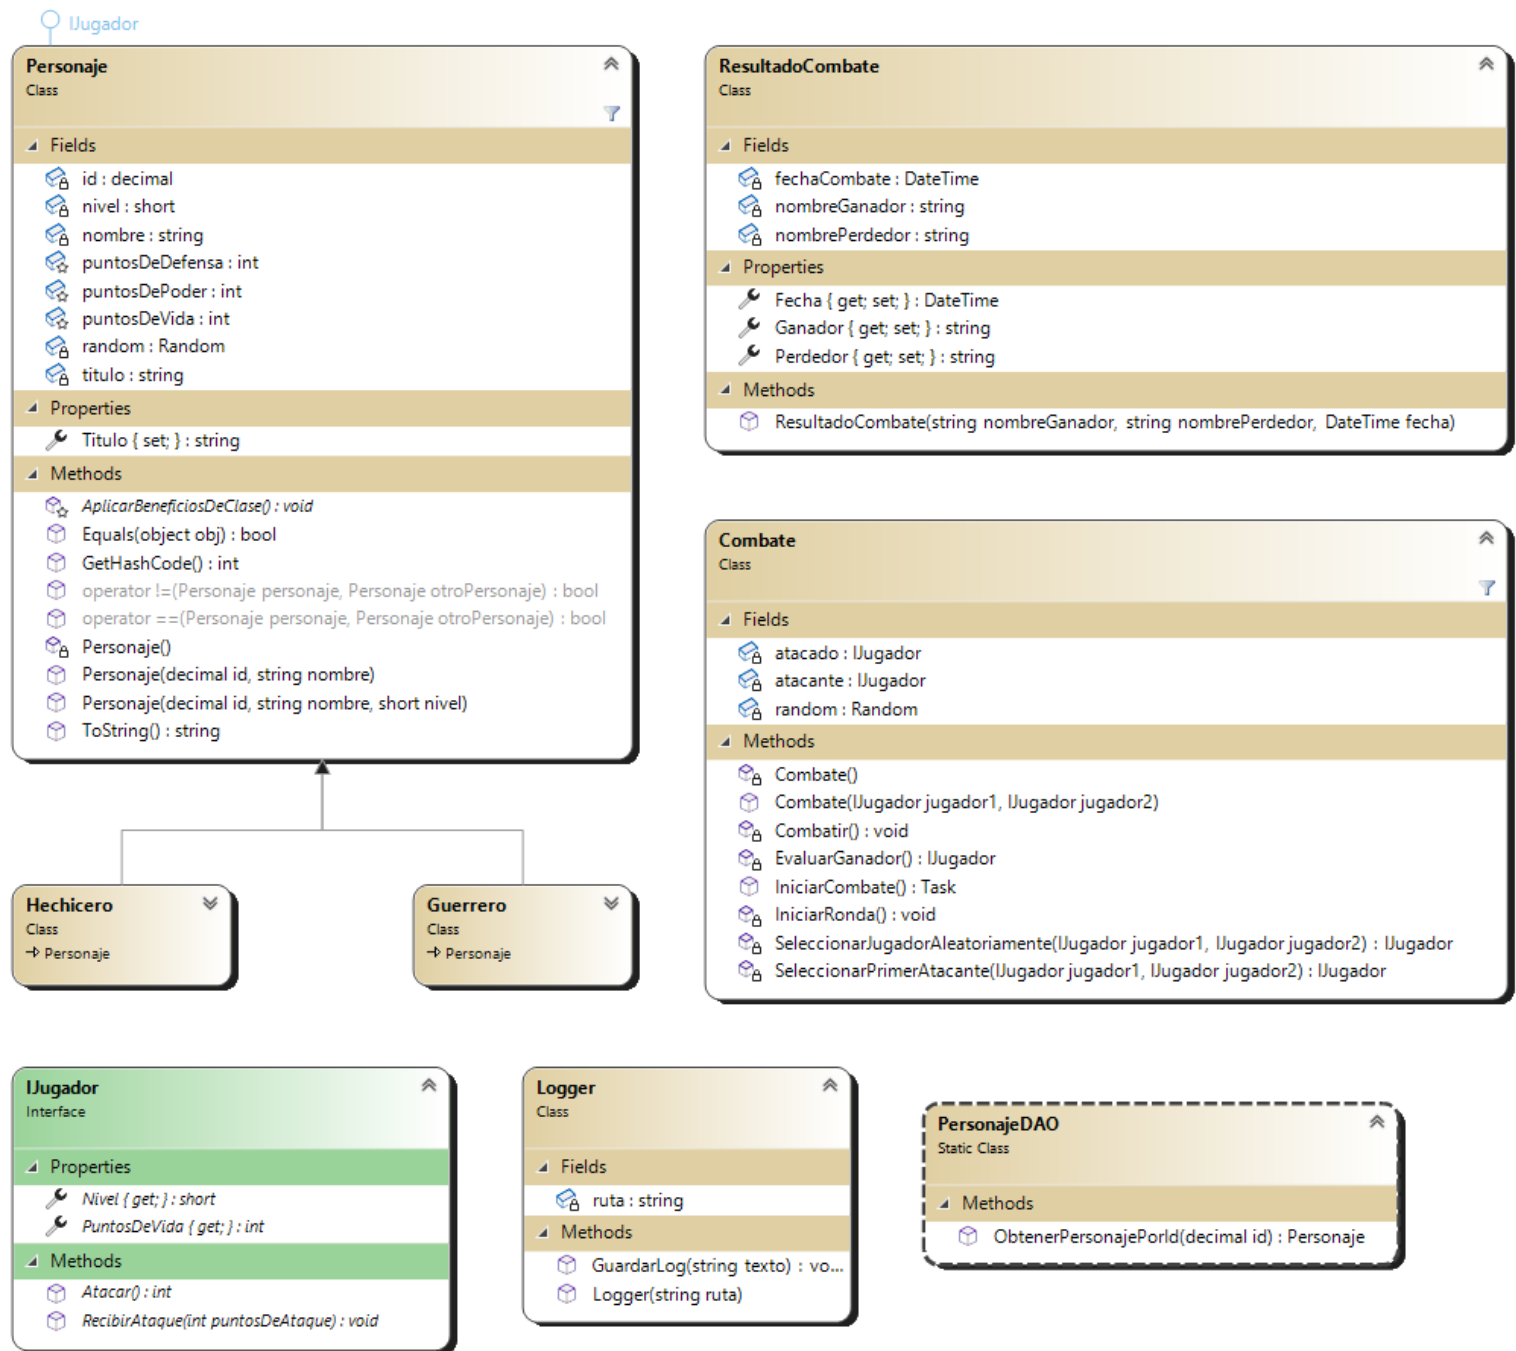 IJugador
Personaje
Class
Fields
id : decimal
nivel : short
nombre : string
puntosDeDefensa : int
puntosDePoder : int
puntosDeVida : int
random : Random
titulo : string
Properties
Titulo { set; } : string
Methods
AplicarBeneficiosDeClase() : void
Equals(object obj) : bool
GetHashCode() : int
operator !=(Personaje personaje, Personaje otroPersonaje) : bool
operator ==(Personaje personaje, Personaje otroPersonaje) : bool
Personaje()
Personaje(decimal id, string nombre)
Personaje(decimal id, string nombre, short nivel)
ToString() : string
ResultadoCombate
Class
Fields
fechaCombate : DateTime
nombreGanador : string
nombrePerdedor : string
Properties
Fecha { get; set; } : DateTime
Ganador { get; set; } : string
Perdedor { get; set; } : string
Methods
ResultadoCombate(string nombreGanador, string nombrePerdedor, DateTime fecha)
Combate
Class
Fields
atacado : IJugador
atacante : IJugador
random : Random
Methods
Combate()
Combate(IJugador jugador1, IJugador jugador2)
Combatir() : void
EvaluarGanador() : IJugador
IniciarCombate() : Task
IniciarRonda() : void
SeleccionarJugadorAleatoriamente(IJugador jugador1, IJugador jugador2) : IJugador
SeleccionarPrimerAtacante(IJugador jugador1, IJugador jugador2) : IJugador
Hechicero
Class
Personaje
Guerrero
Class
Personaje
IJugador
Interface
Properties
Nivel { get; } : short
PuntosDeVida { get; } : int
Methods
Atacar() : int
RecibirAtaque(int puntosDeAtaque) : void
Logger
Class
Fields
ruta : string
Methods
GuardarLog(string texto) : vo...
Logger(string ruta)
PersonajeDAO
Static Class
Methods
ObtenerPersonajePorId(decimal id) : Personaje